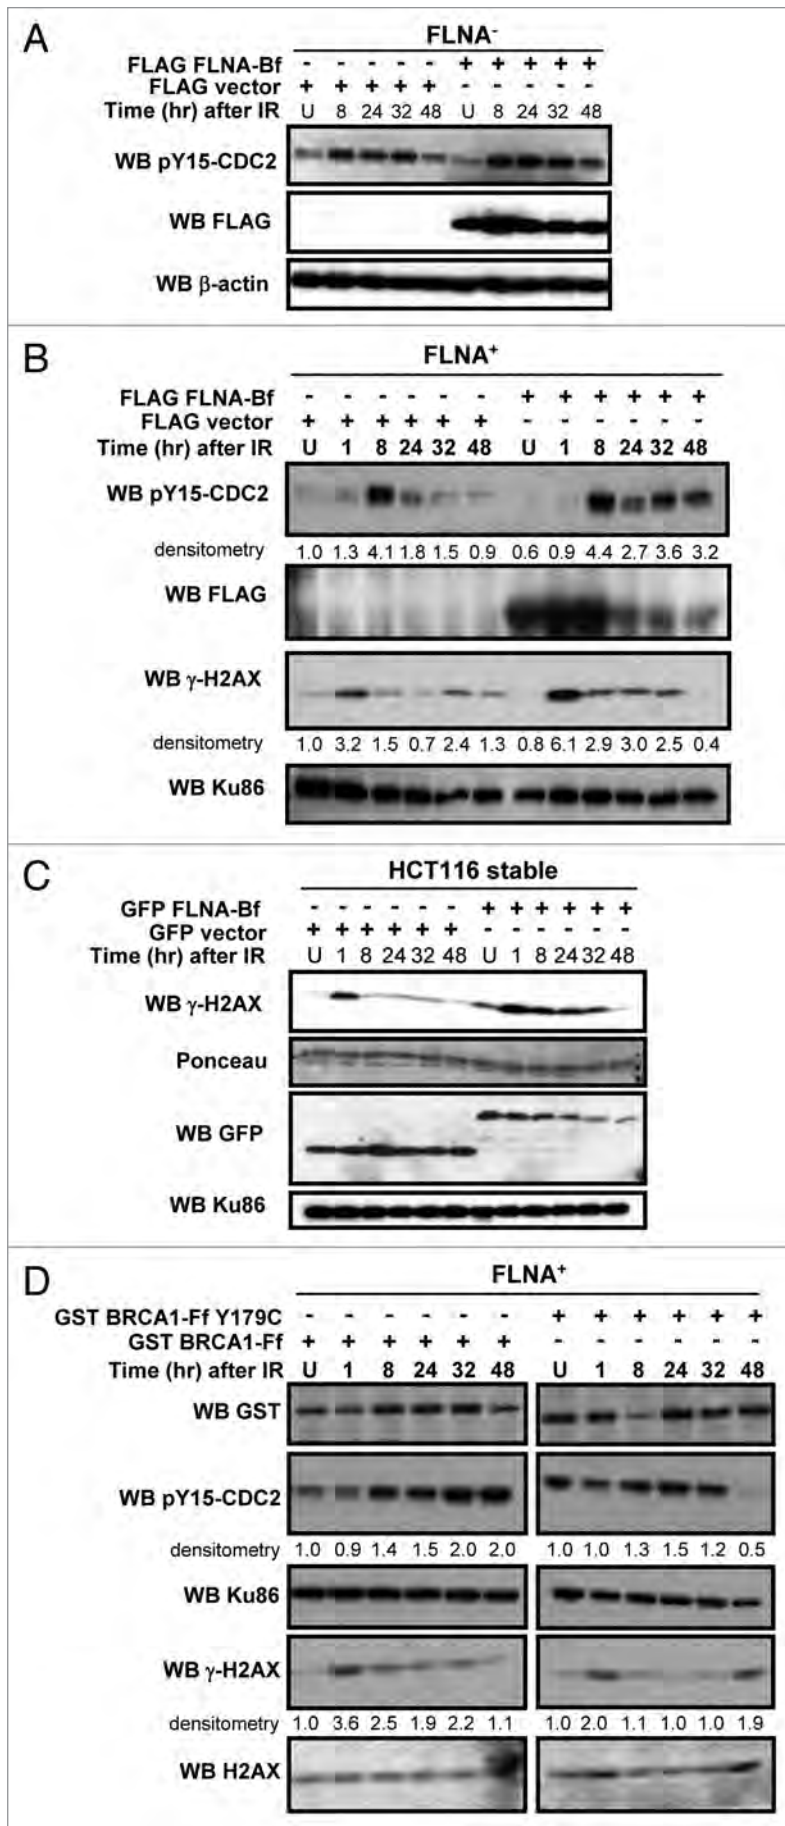 A
FLNA-
FLAG FLNA-Bf - - - - - + + + + +
FLAG vector + + + + + - - - - -
Time (hr) after IR U 8 24 32 48 U 8 24 32 48
WB pY15-CDC2
WB FLAG
WB β-actin
B
FLNA+
FLAG FLNA-Bf - - - - - - + + + + + +
FLAG vector + + + + + + - - - - - -
Time (hr) after IR U 1 8 24 32 48 U 1 8 24 32 48
WB pY15-CDC2
densitometry 1.0 1.3 4.1 1.8 1.5 0.9 0.6 0.9 4.4 2.7 3.6 3.2
WB FLAG
WB γ-H2AX
densitometry 1.0 3.2 1.5 0.7 2.4 1.3 0.8 6.1 2.9 3.0 2.5 0.4
WB Ku86
C
HCT116 stable
GFP FLNA-Bf - - - - - - + + + + + +
GFP vector + + + + + + - - - - - -
Time (hr) after IR U 1 8 24 32 48 U 1 8 24 32 48
WB γ-H2AX
Ponceau
WB GFP
WB Ku86
D
FLNA+
GST BRCA1-Ff Y179C - - - - - - + + + + + +
GST BRCA1-Ff + + + + + + - - - - - -
Time (hr) after IR U 1 8 24 32 48 U 1 8 24 32 48
WB GST
WB pY15-CDC2
densitometry 1.0 0.9 1.4 1.5 2.0 2.0 1.0 1.0 1.3 1.5 1.2 0.5
WB Ku86
WB γ-H2AX
densitometry 1.0 3.6 2.5 1.9 2.2 1.1 1.0 2.0 1.1 1.0 1.0 1.9
WB H2AX